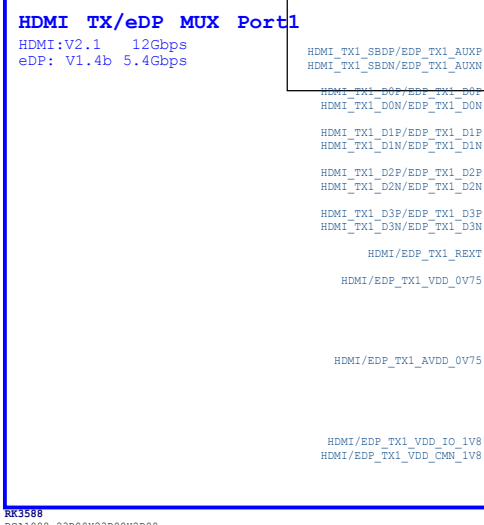 HDMI TX/eDP MUX Port1
HDMI:V2.1 12Gbps
eDP: V1.4b 5.4Gbps
HDMI_TX1_SBDP/EDP_TX1_AUXP
HDMI_TX1_SBDN/EDP_TX1_AUXN
HDMI_TX1_D0P/EDP_TX1_D0P
HDMI_TX1_D0N/EDP_TX1_D0N
HDMI_TX1_D1P/EDP_TX1_D1P
HDMI_TX1_D1N/EDP_TX1_D1N
HDMI_TX1_D2P/EDP_TX1_D2P
HDMI_TX1_D2N/EDP_TX1_D2N
HDMI_TX1_D3P/EDP_TX1_D3P
HDMI_TX1_D3N/EDP_TX1_D3N
HDMI/EDP_TX1_REXT
HDMI/EDP_TX1_VDD_0V75
HDMI/EDP_TX1_AVDD_0V75
HDMI/EDP_TX1_VDD_IO_1V8
HDMI/EDP_TX1_VDD_CMN_1V8
RK3588